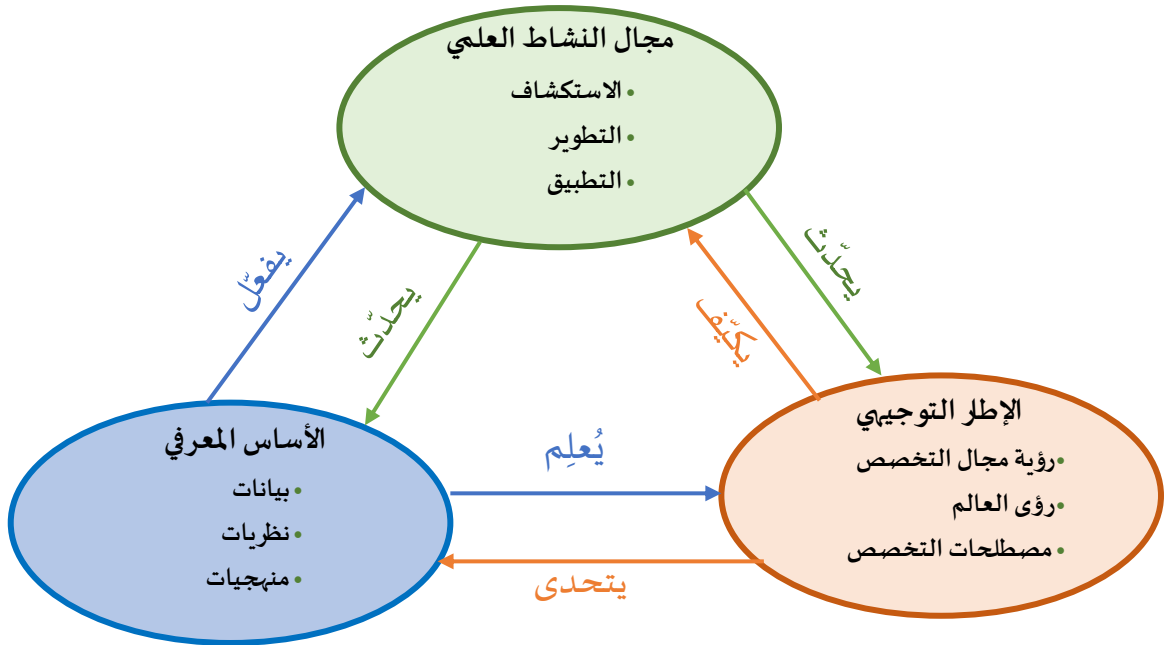 مجال النشاط العلمي
• الاستكشاف
• التطوير
• التطبيق
يفعّل
يحدّث
يكيّف
يحدّث
الإطار التوجيهي
• رؤية مجال التخصص
• رؤى العالم
• مصطلحات التخصص
الأساس المعرفي
• بيانات
• نظريات
• منهجيات
يُعلِم
يتحدى